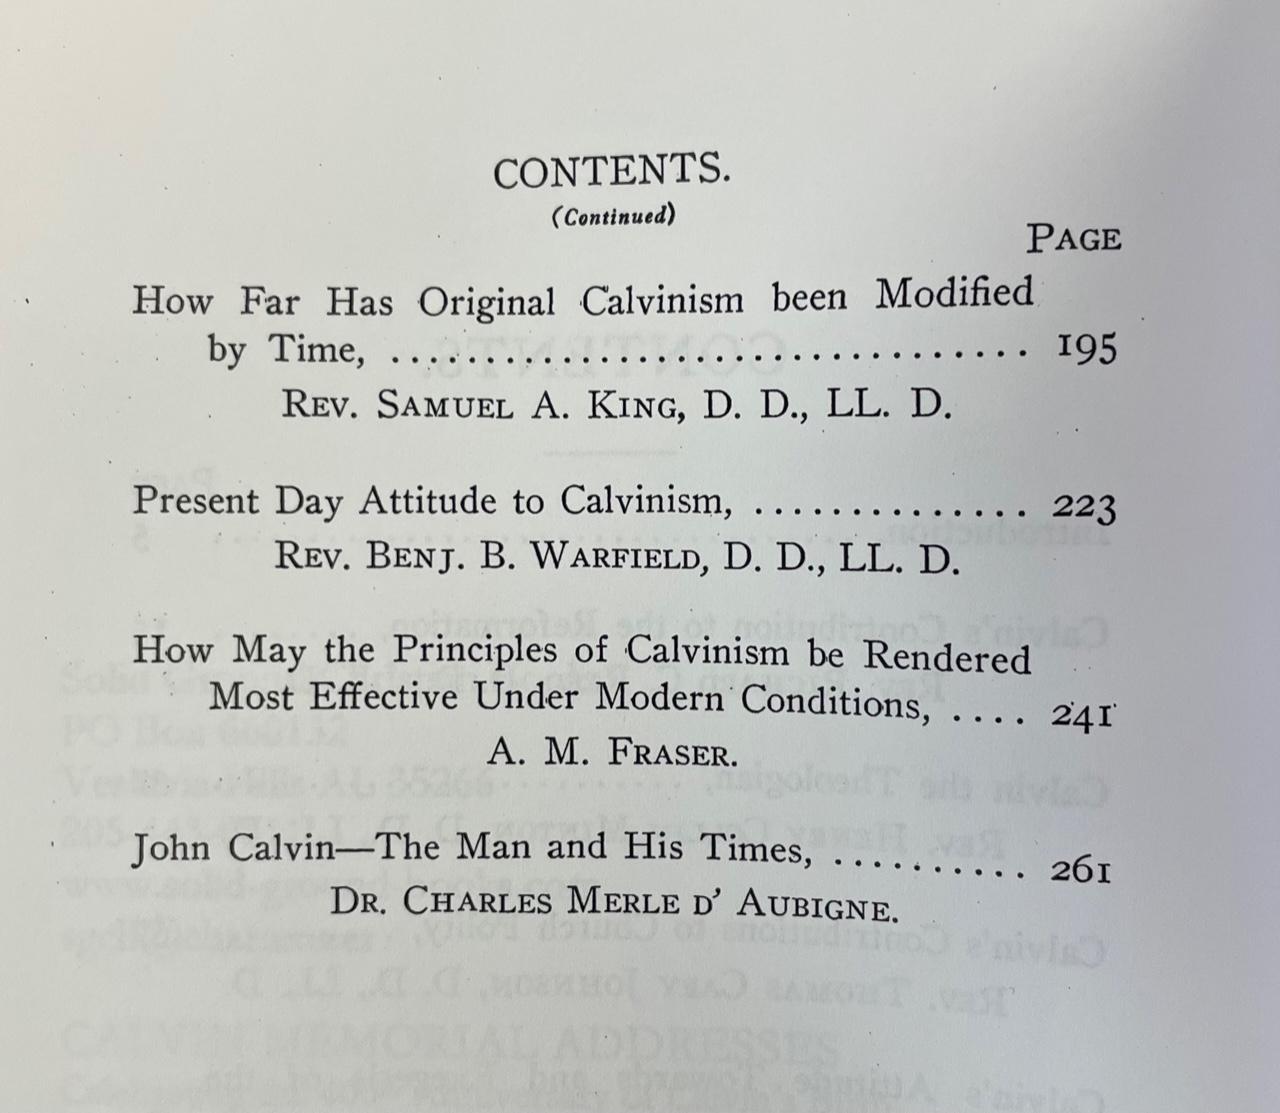 CONTENTS.
(Continued)
PAGE
How Far Has Original Calvinism been Modified
by Time, .................................. 195
REV. SAMUEL A. KING, D. D., LL. D.
Present Day Attitude to Calvinism, .............. 223
REV. BENJ. B. WARFIELD, D. D., LL. D.
How May the Principles of Calvinism be Rendered
Most Effective Under Modern Conditions, .... 241
A. M. FRASER.
John Calvin—The Man and His Times, .......... 261
DR. CHARLES MERLE D' AUBIGNE.